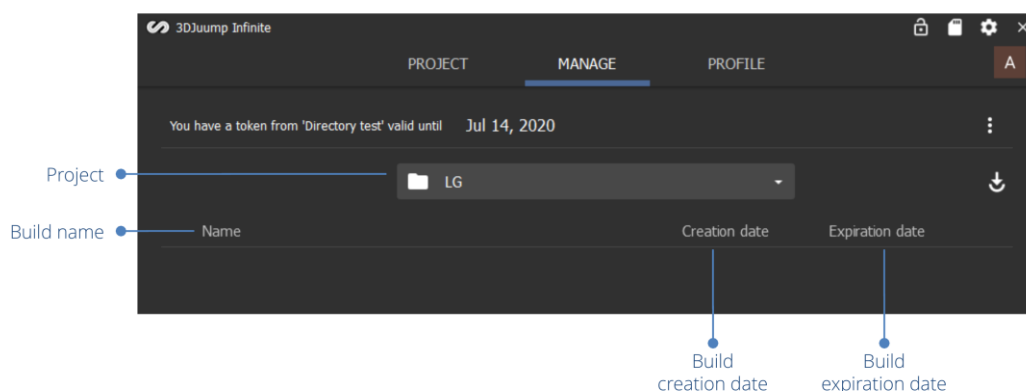 3DJuump Infinite
PROJECT MANAGE PROFILE A
You have a token from 'Directory test' valid until Jul 14, 2020
Project LG
Build name Name Creation date Expiration date
Build Build
creation date expiration date